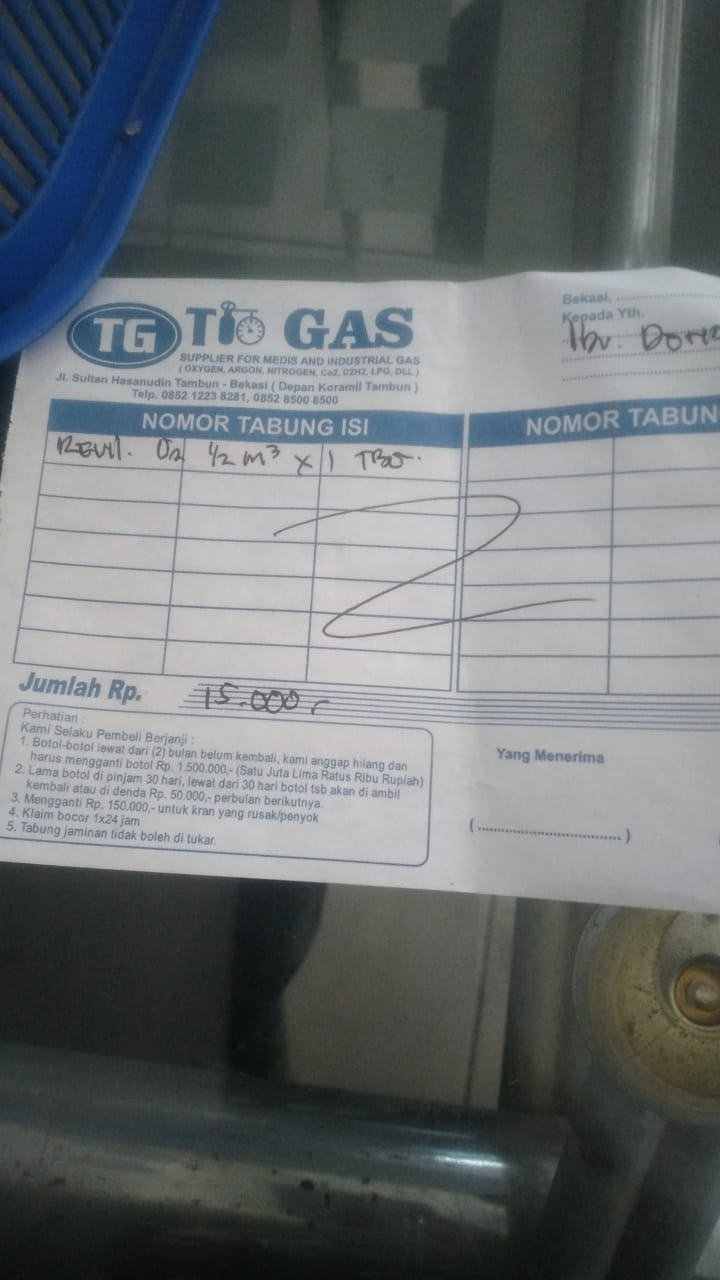 TG TIO GAS
SUPPLIER FOR MEDIS AND INDUSTRIAL GAS
( OXYGEN, ARGON, NITROGEN, Co2, C2H2, LPG, DLL )
Jl. Sultan Hasanudin Tambun - Bekasi ( Depan Koramil Tambun )
Telp. 0852 1223 8281, 0852 8500 8500
Bekasi, ....................
Kepada Yth.
Ibu.
NOMOR TABUNG ISI
NOMOR TABUN
O2 1/2 m³ x 1
Jumlah Rp. 15.000
Perhatian :
Kami Selaku Pembeli Berjanji :
1. Botol-botol lewat dari (2) bulan belum kembali, kami anggap hilang dan
harus mengganti botol Rp. 1.500.000,- (Satu Juta Lima Ratus Ribu Rupiah)
2. Lama botol di pinjam 30 hari, lewat dari 30 hari botol tsb akan di ambil
kembali atau di denda Rp. 50.000,- perbulan berikutnya.
3. Mengganti Rp. 150.000,- untuk kran yang rusak/penyok
4. Klaim bocor 1x24 jam
5. Tabung jaminan tidak boleh di tukar.
Yang Menerima
(........................................)